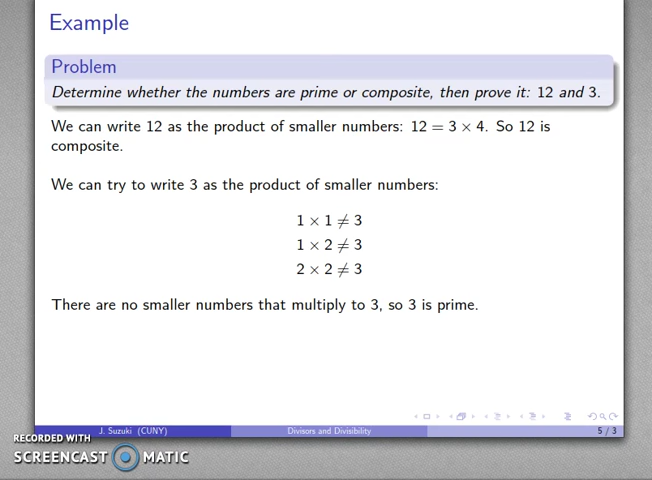 Example
Problem
Determine whether the numbers are prime or composite, then prove it: 12 and 3.
We can write 12 as the product of smaller numbers: 12 = 3 × 4. So 12 is
composite.
We can try to write 3 as the product of smaller numbers:
1 × 1 ≠ 3
1 × 2 ≠ 3
2 × 2 ≠ 3
There are no smaller numbers that multiply to 3, so 3 is prime.
J. Suzuki (CUNY) Divisors and Divisibility 5 / 3
RECORDED WITH
SCREENCAST MATIC